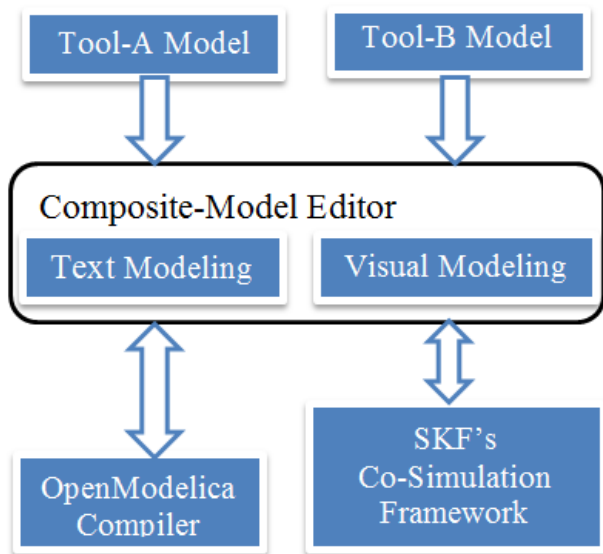 Tool-A Model
Tool-B Model
Composite-Model Editor
Text Modeling
Visual Modeling
OpenModelica
Compiler
SKF’s
Co-Simulation
Framework